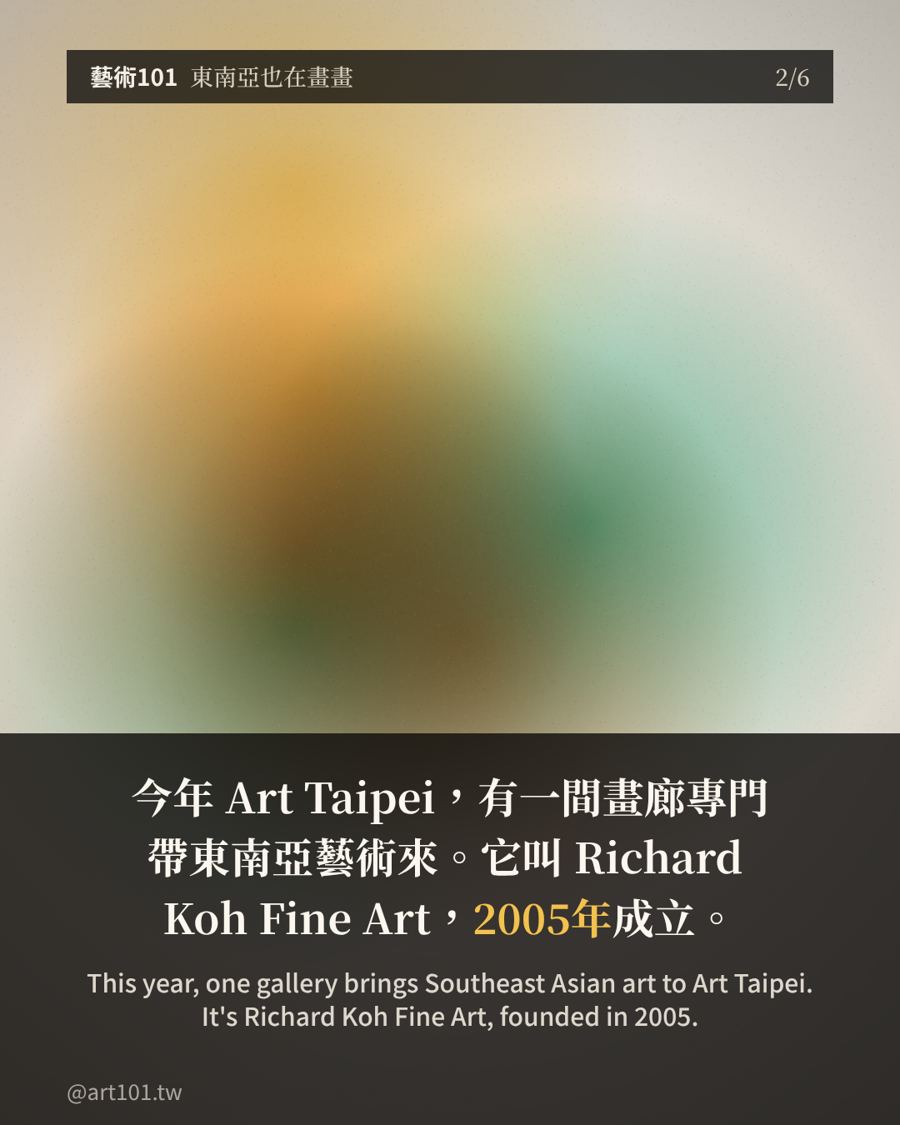 藝術101 東南亞也在畫畫 2/6
今年 Art Taipei，有一間畫廊專門
帶東南亞藝術來。它叫 Richard
Koh Fine Art，2005年成立。
This year, one gallery brings Southeast Asian art to Art Taipei.
It's Richard Koh Fine Art, founded in 2005.
@art101.tw